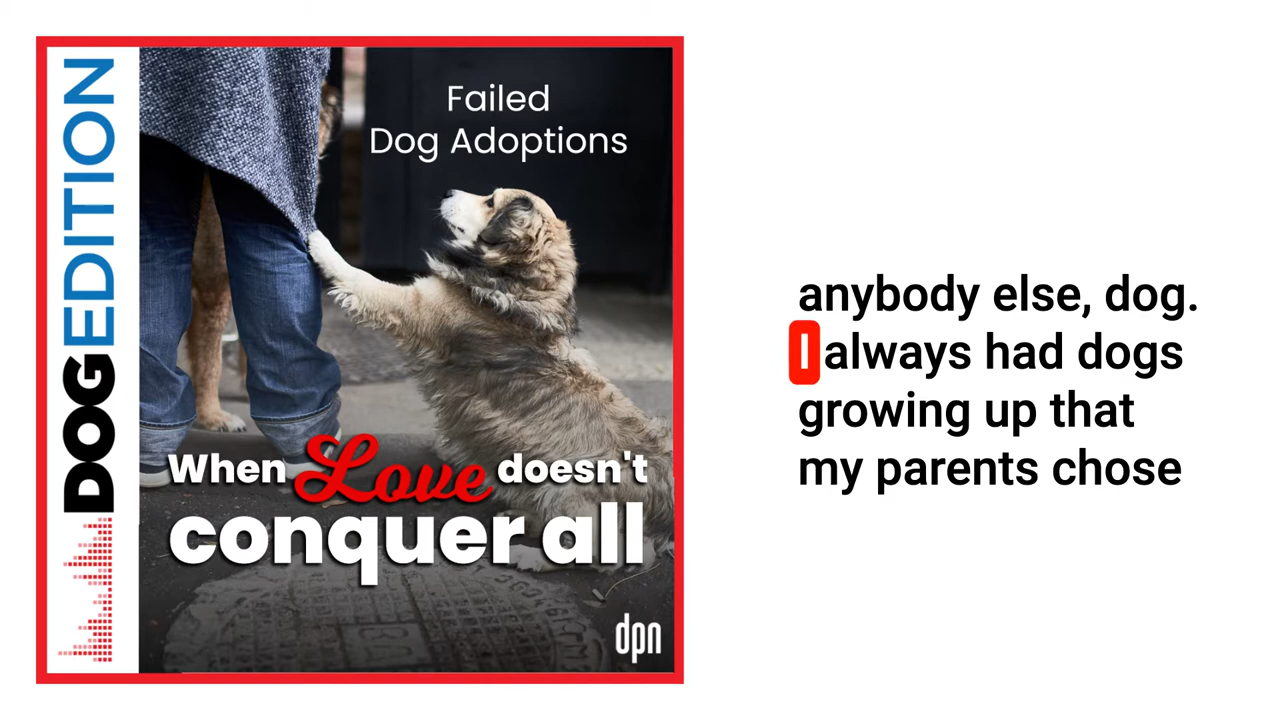 DOGEDITION
Failed
Dog Adoptions
When Love doesn't
conquer all
dpn
anybody else, dog.
I always had dogs
growing up that
my parents chose